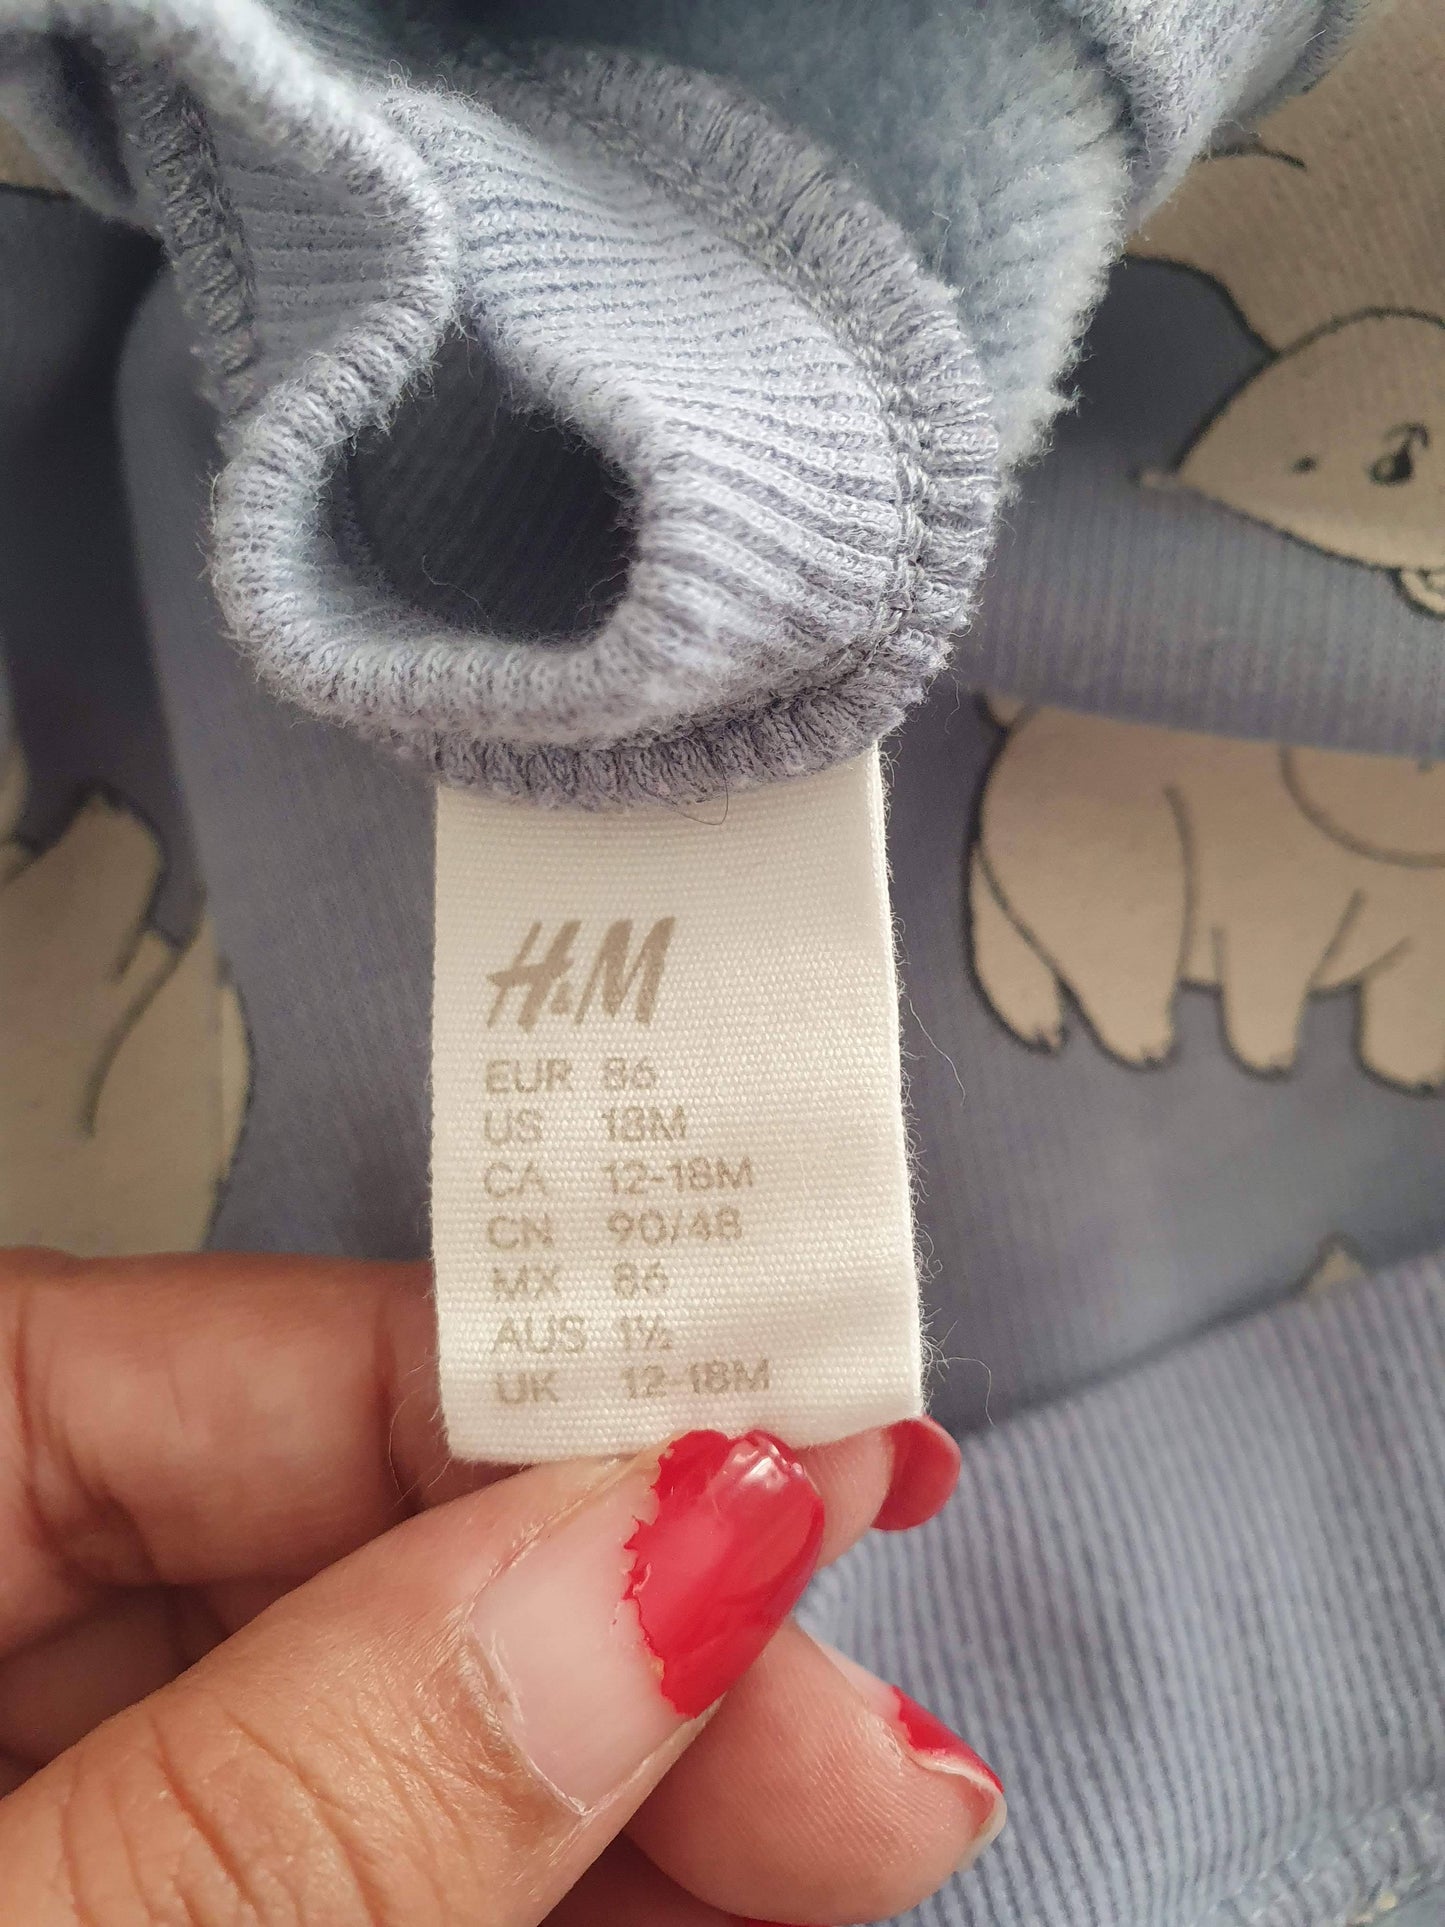 H&M
EUR 86
US 18M
CA 12-18M
CN 90/48
MX 86
AUS 1½
UK 12-18M